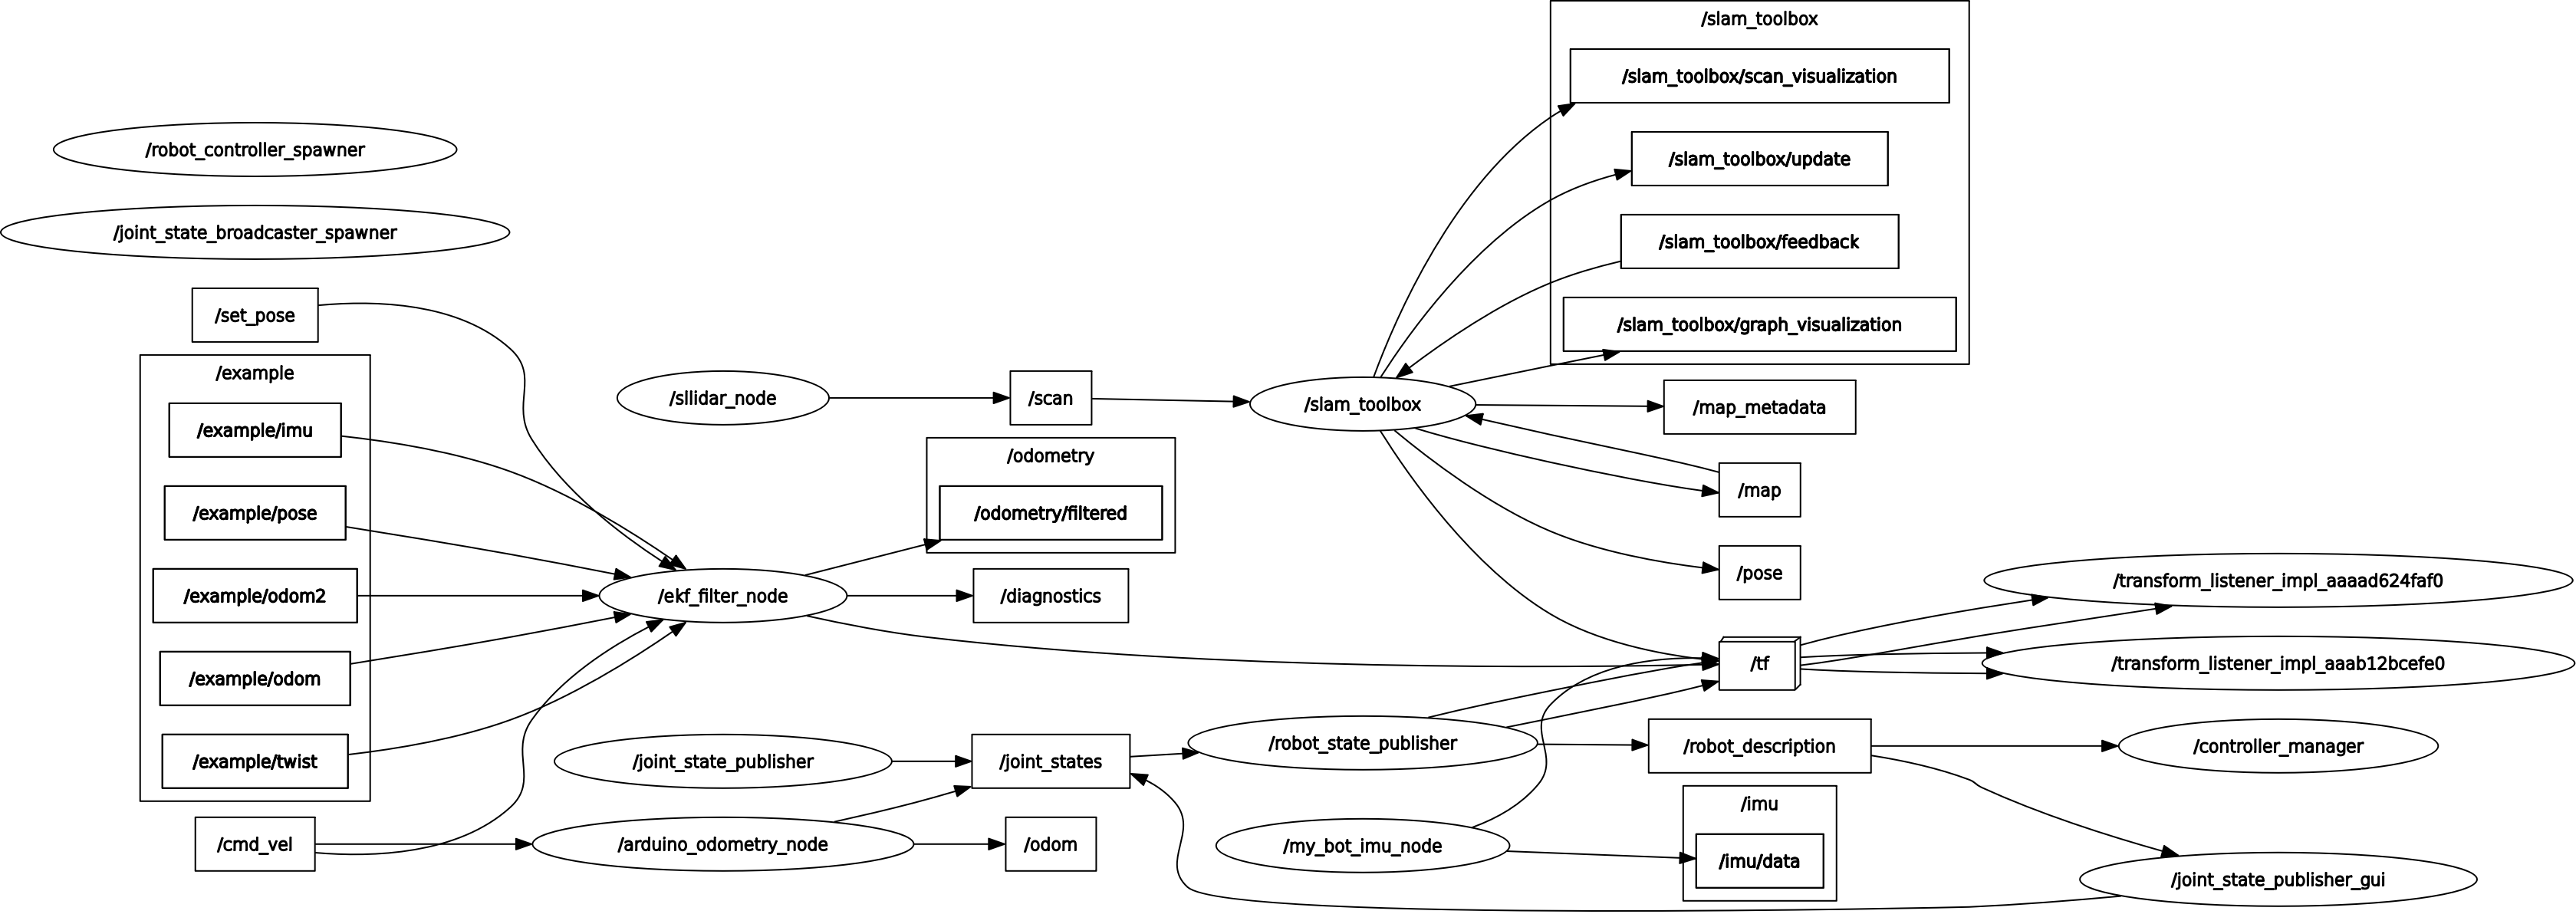 /slam_toolbox
/slam_toolbox/scan_visualization
/robot_controller_spawner
/slam_toolbox/update
/joint_state_broadcaster_spawner
/slam_toolbox/feedback
/set_pose
/slam_toolbox/graph_visualization
/example
/sllidar_node
/scan
/slam_toolbox
/map_metadata
/example/imu
/odometry
/map
/example/pose
/odometry/filtered
/pose
/transform_listener_impl_aaaad624faf0
/example/odom2
/ekf_filter_node
/diagnostics
/tf
/transform_listener_impl_aaab12bcefe0
/example/odom
/robot_state_publisher
/robot_description
/controller_manager
/example/twist
/joint_state_publisher
/joint_states
/imu
/cmd_vel
/arduino_odometry_node
/odom
/my_bot_imu_node
/imu/data
/joint_state_publisher_gui